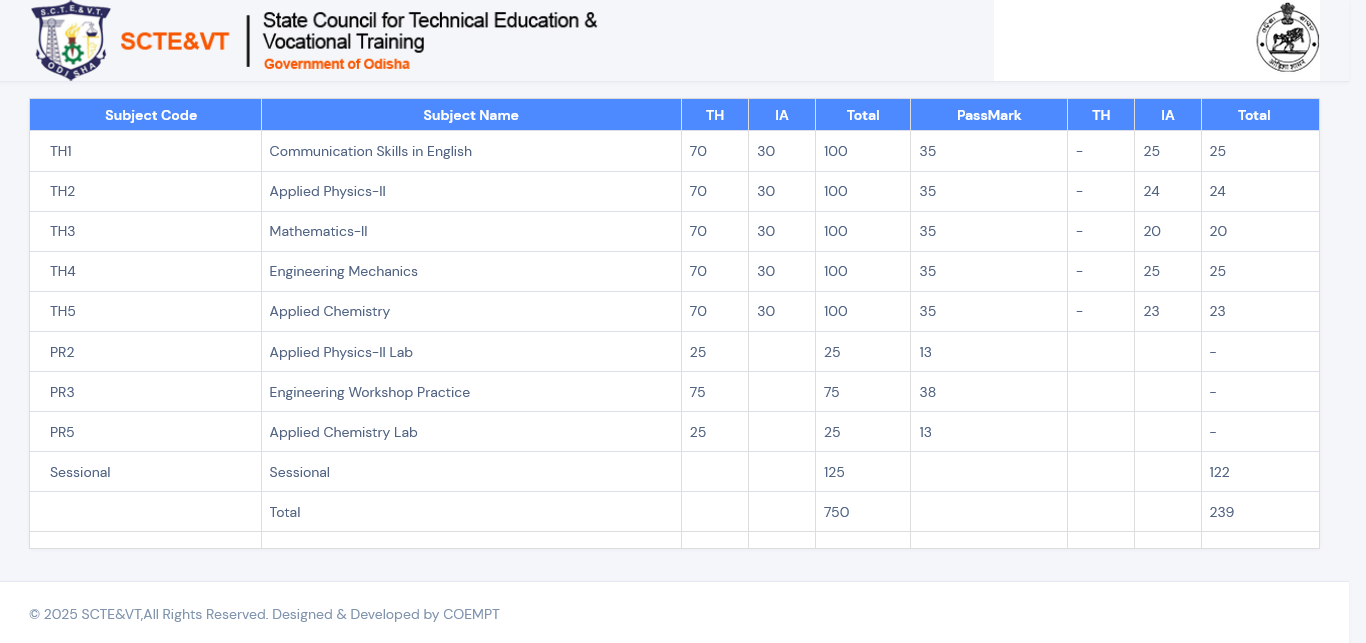 S.C.T.E.&V.T.
ODISHA
SCTE&VT
State Council for Technical Education &
Vocational Training
Government of Odisha
Subject Code Subject Name TH IA Total PassMark TH IA Total
TH1 Communication Skills in English 70 30 100 35 - 25 25
TH2 Applied Physics-II 70 30 100 35 - 24 24
TH3 Mathematics-II 70 30 100 35 - 20 20
TH4 Engineering Mechanics 70 30 100 35 - 25 25
TH5 Applied Chemistry 70 30 100 35 - 23 23
PR2 Applied Physics-II Lab 25 25 13 -
PR3 Engineering Workshop Practice 75 75 38 -
PR5 Applied Chemistry Lab 25 25 13 -
Sessional Sessional 125 122
Total 750 239
© 2025 SCTE&VT,All Rights Reserved. Designed & Developed by COEMPT